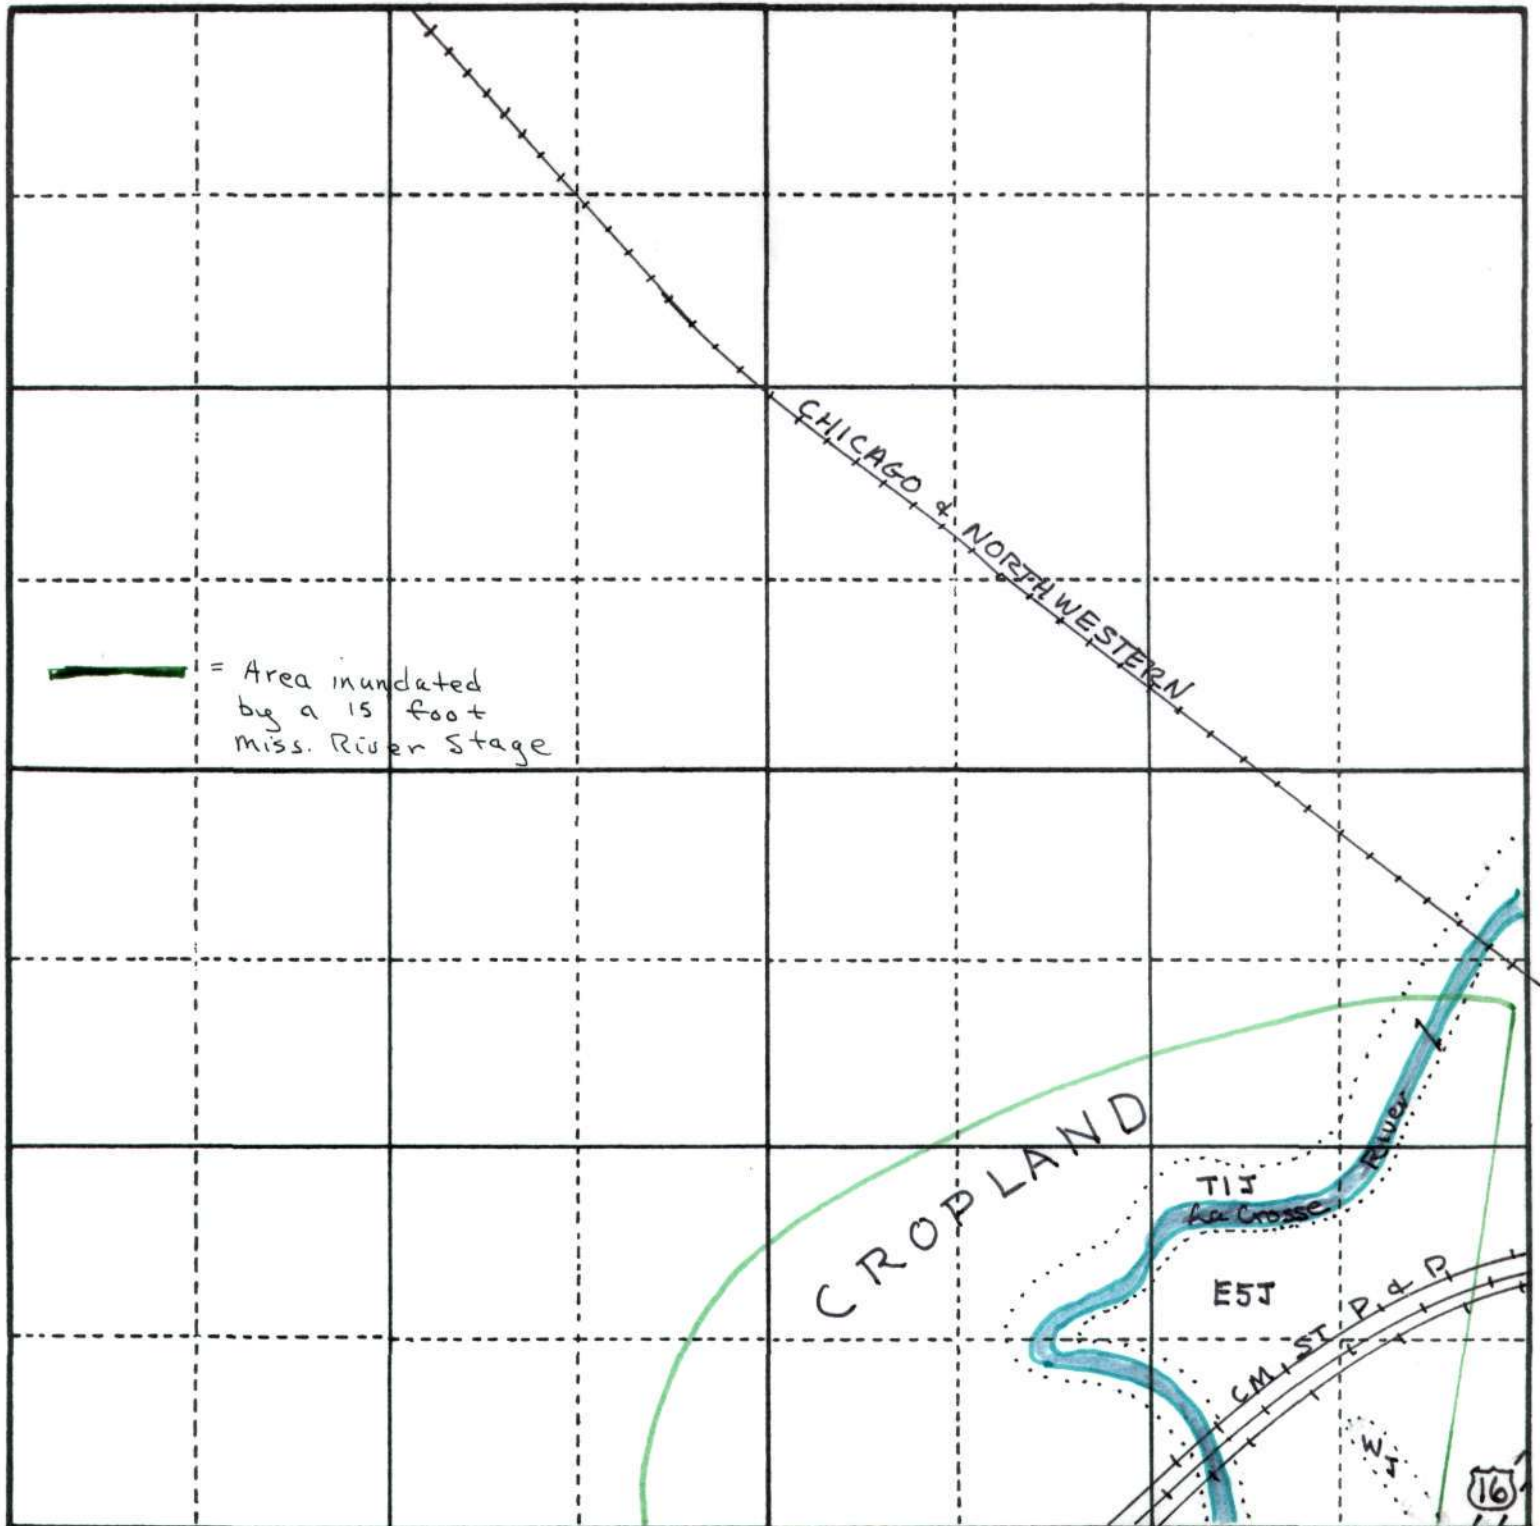 CHICAGO & NORTHWESTERN
= Area inundated
by a 15 foot
Miss. River Stage
CROPLAND
River
T1J
La Crosse
E5J
CM, ST P, & P,
WJ
16